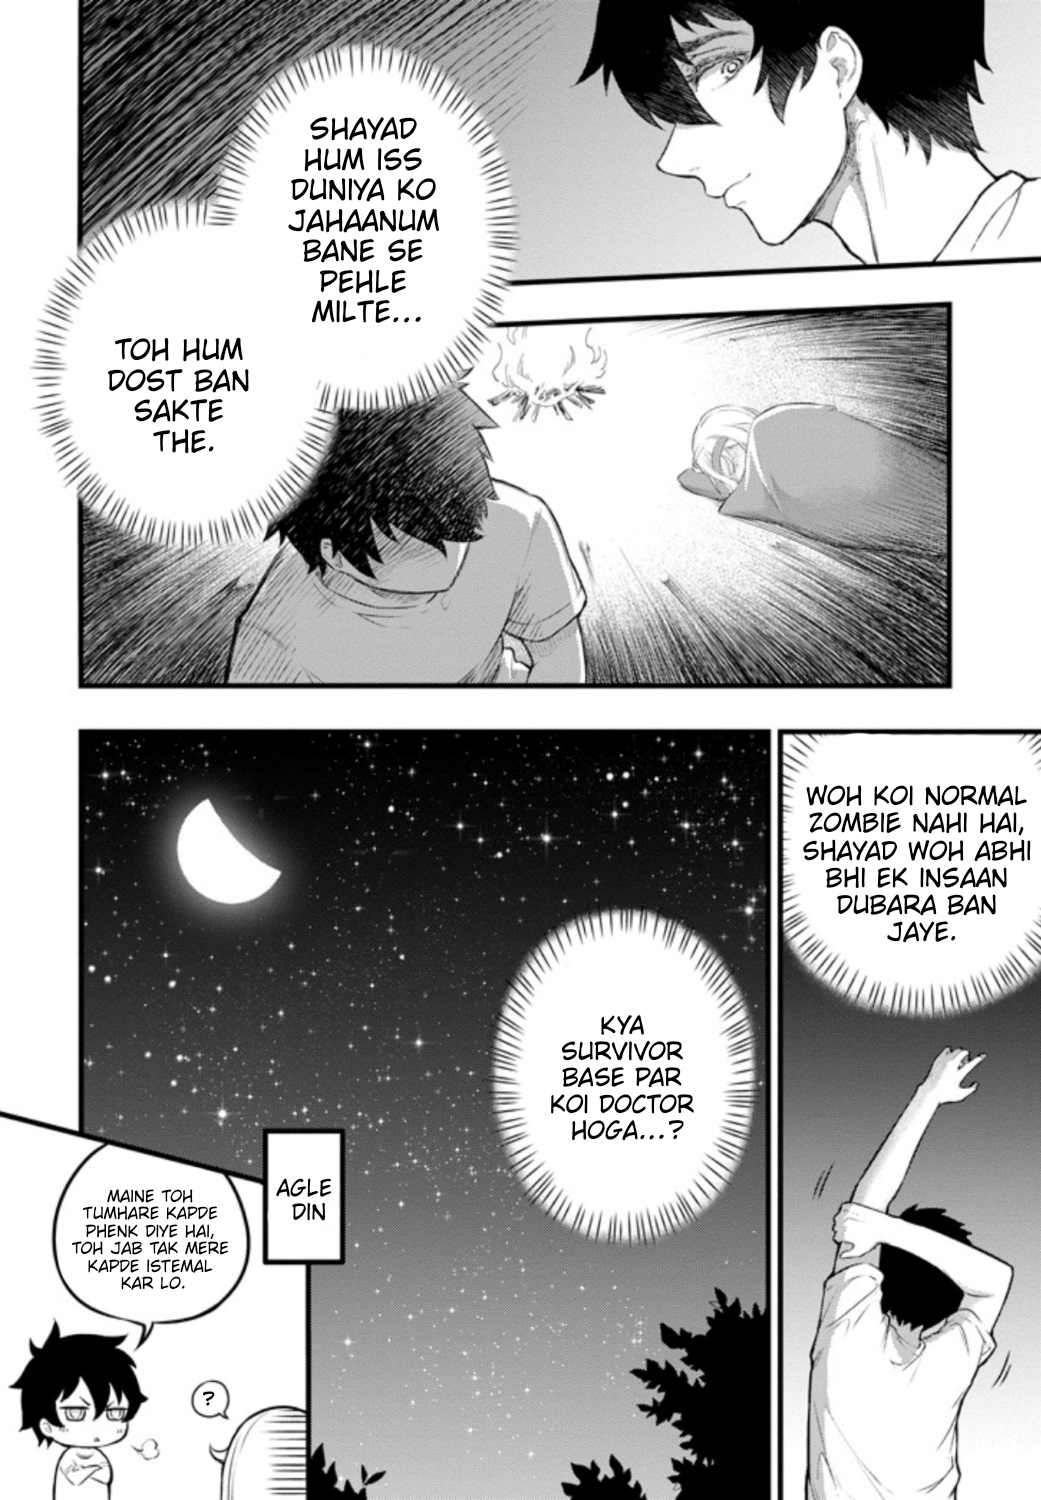 SHAYAD
HUM ISS
DUNIYA KO
JAHAANUM
BANE SE
PEHLE
MILTE...
TOH HUM
DOST BAN
SAKTE
THE.
WOH KOI NORMAL
ZOMBIE NAHI HAI,
SHAYAD WOH ABHI
BHI EK INSAAN
DUBARA BAN
JAYE.
KYA
SURVIVOR
BASE PAR
KOI DOCTOR
HOGA...?
AGLE
DIN
MAINE TOH
TUMHARE KAPDE
PHENK DIYE HAI,
TOH JAB TAK MERE
KAPDE ISTEMAL
KAR LO.
?